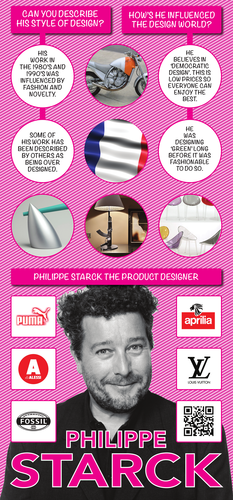 CAN YOU DESCRIBE
HIS STYLE OF DESIGN?
HOW'S HE INFLUENCED
THE DESIGN WORLD?
HIS
WORK IN
THE 1980'S AND
1990'S WAS
INFLUENCED BY
FASHION AND
NOVELTY.
HE
BELIEVES IN
'DEMOCRATIC
DESIGN'. THIS IS
LOW PRICES SO
EVERYONE CAN
ENJOY THE
BEST.
SOME OF
HIS WORK HAS
BEEN DESCRIBED
BY OTHERS AS
BEING OVER
DESIGNED.
HE
WAS
DESIGNING
'GREEN' LONG
BEFORE IT WAS
FASHIONABLE
TO DO SO.
PHILIPPE STARCK THE PRODUCT DESIGNER
PUMA
aprilia
A
ALESSI
LV
LOUIS VUITTON
FOSSIL
PHILIPPE
STARCK